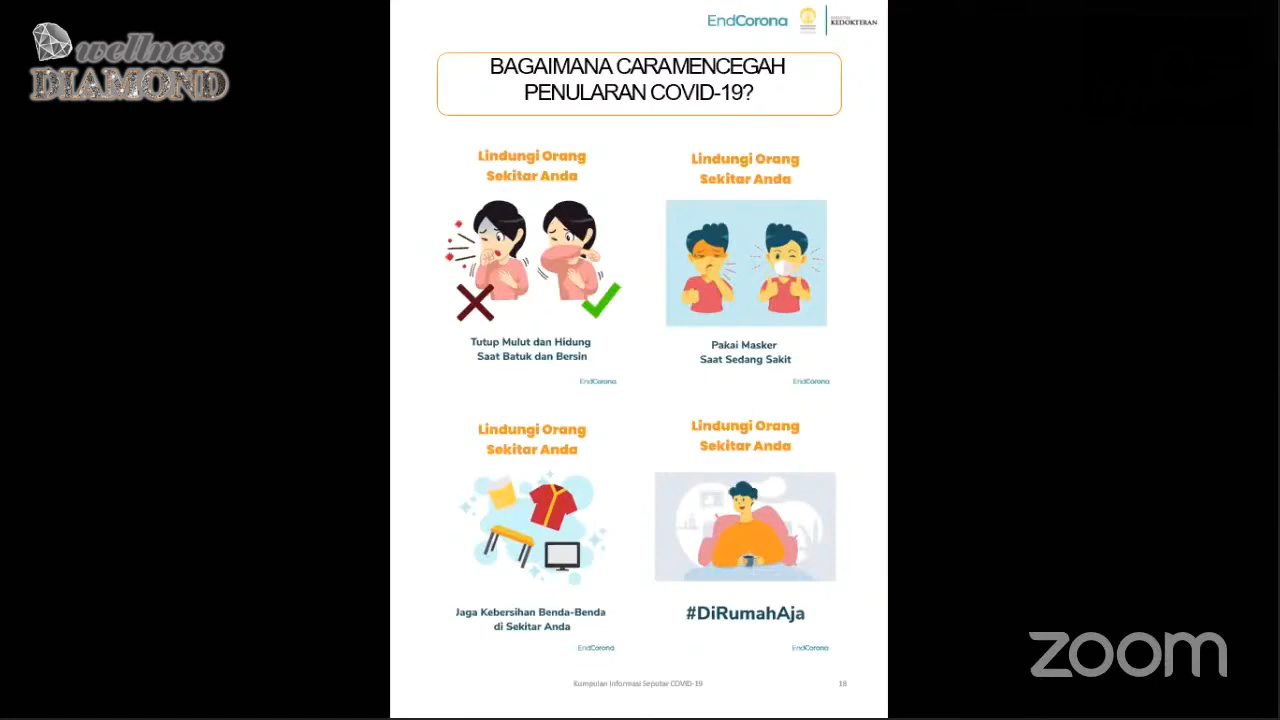 wellness
DIAMOND
EndCorona
KEDOKTERAN
BAGAIMANA CARA MENCEGAH
PENULARAN COVID-19?
Lindungi Orang
Sekitar Anda
Tutup Mulut dan Hidung
Saat Batuk dan Bersin
EndCorona
Lindungi Orang
Sekitar Anda
Pakai Masker
Saat Sedang Sakit
EndCorona
Lindungi Orang
Sekitar Anda
Jaga Kebersihan Benda-Benda
di Sekitar Anda
EndCorona
Lindungi Orang
Sekitar Anda
#DiRumahAja
EndCorona
Kumpulan Informasi Seputar COVID-19
18
zoom